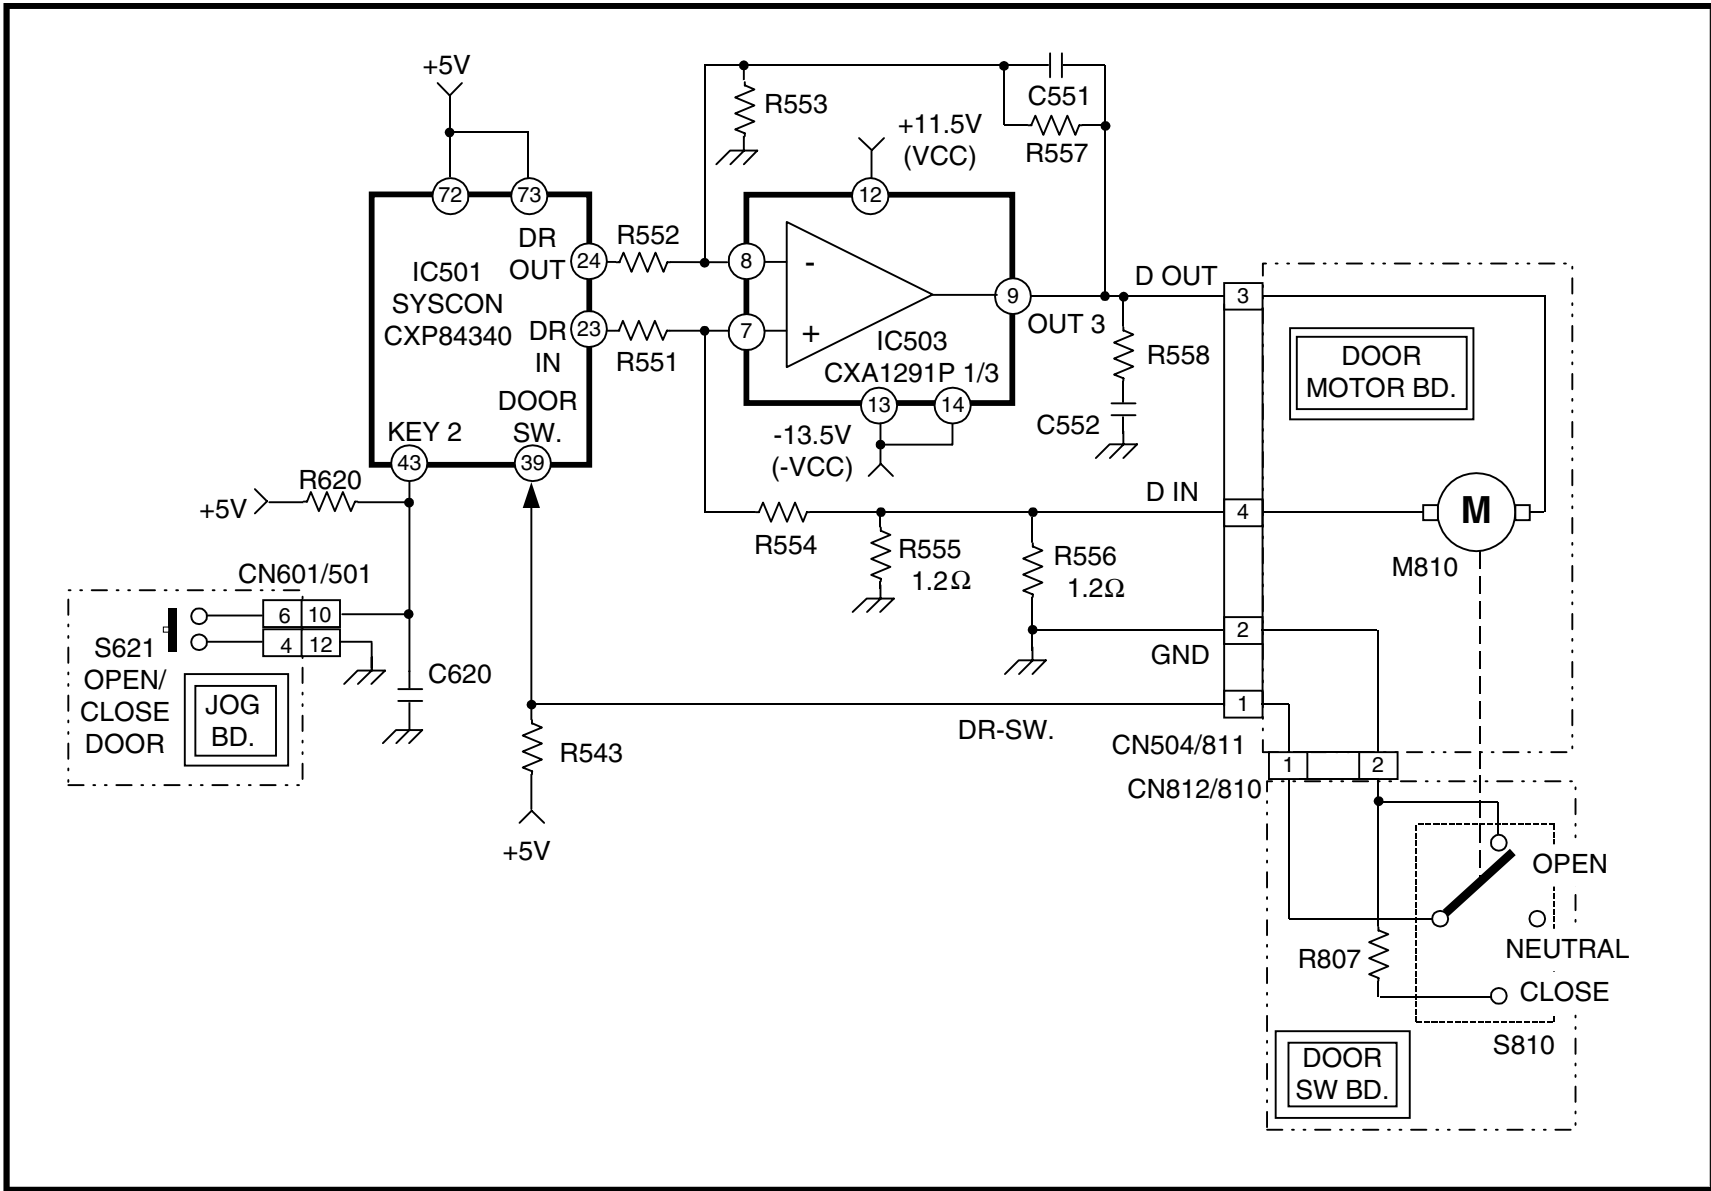 +5V
R553
C551
R557
+11.5V
(VCC)
72
73
12
DR
OUT
24
R552
8
-
IC501
SYSCON
CXP84340
DR
IN
23
R551
7
+
9
OUT 3
IC503
CXA1291P 1/3
D OUT
3
DOOR
MOTOR BD.
R558
C552
DOOR
SW.
KEY 2
43
39
13
14
-13.5V
(-VCC)
R620
+5V
D IN
4
M
M810
R554
R555
1.2Ω
R556
1.2Ω
CN601/501
6
10
4
12
S621
OPEN/
CLOSE
DOOR
JOG
BD.
C620
2
GND
1
DR-SW.
R543
+5V
CN504/811
1
2
CN812/810
OPEN
NEUTRAL
CLOSE
R807
S810
DOOR
SW BD.